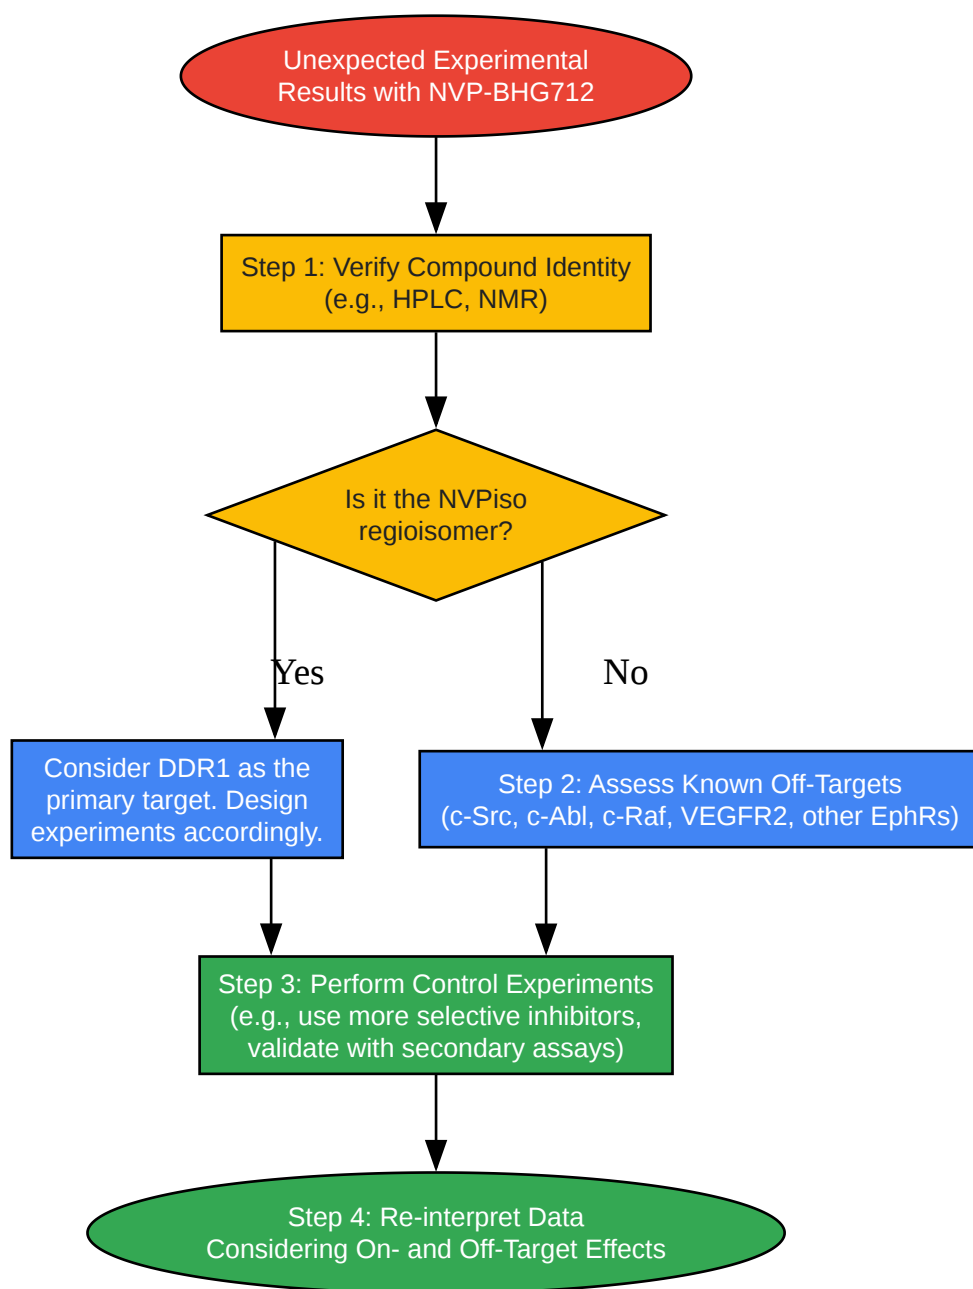 Unexpected Experimental
Results with NVP-BHG712
Step 1: Verify Compound Identity
(e.g., HPLC, NMR)
Is it the NVPiso
regioisomer?
Yes
No
Consider DDR1 as the
primary target. Design
experiments accordingly.
Step 2: Assess Known Off-Targets
(c-Src, c-Abl, c-Raf, VEGFR2, other EphRs)
Step 3: Perform Control Experiments
(e.g., use more selective inhibitors,
validate with secondary assays)
Step 4: Re-interpret Data
Considering On- and Off-Target Effects